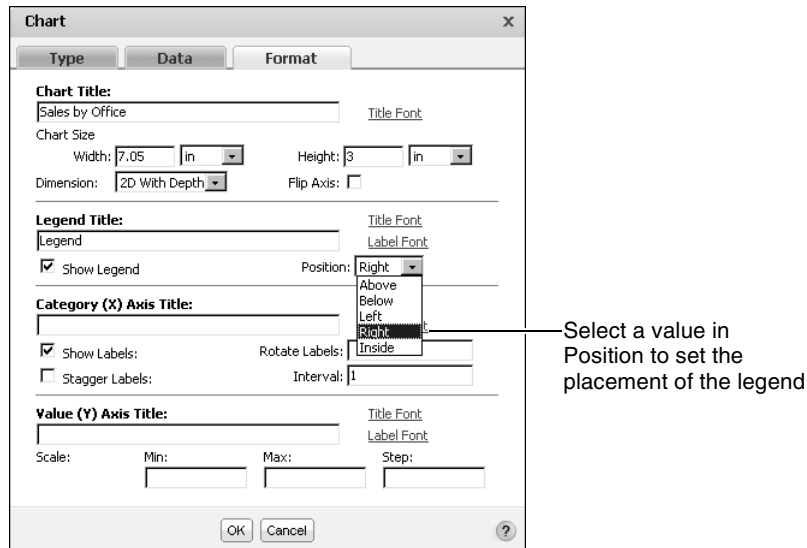 Chart x
Type Data Format
Chart Title:
Sales by Office Title Font
Chart Size
Width: 7.05 in Height: 3 in
Dimension: 2D With Depth Flip Axis:
Legend Title: Title Font
Legend Label Font
Show Legend Position: Right
Above
Below
Category (X) Axis Title: Left
Right
Show Labels: Rotate Labels: Inside
Stagger Labels: Interval: 1
Value (Y) Axis Title: Title Font
Label Font
Scale: Min: Max: Step:
OK Cancel ?
Select a value in
Position to set the
placement of the legend